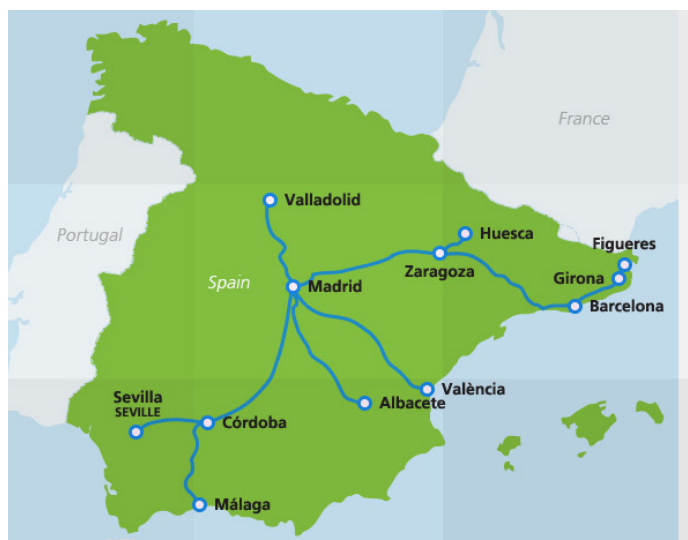 France
Valladolid
Portugal
Huesca
Figueres
Zaragoza
Girona
Spain
Madrid
Barcelona
València
Sevilla
SEVILLE
Albacete
Córdoba
Málaga